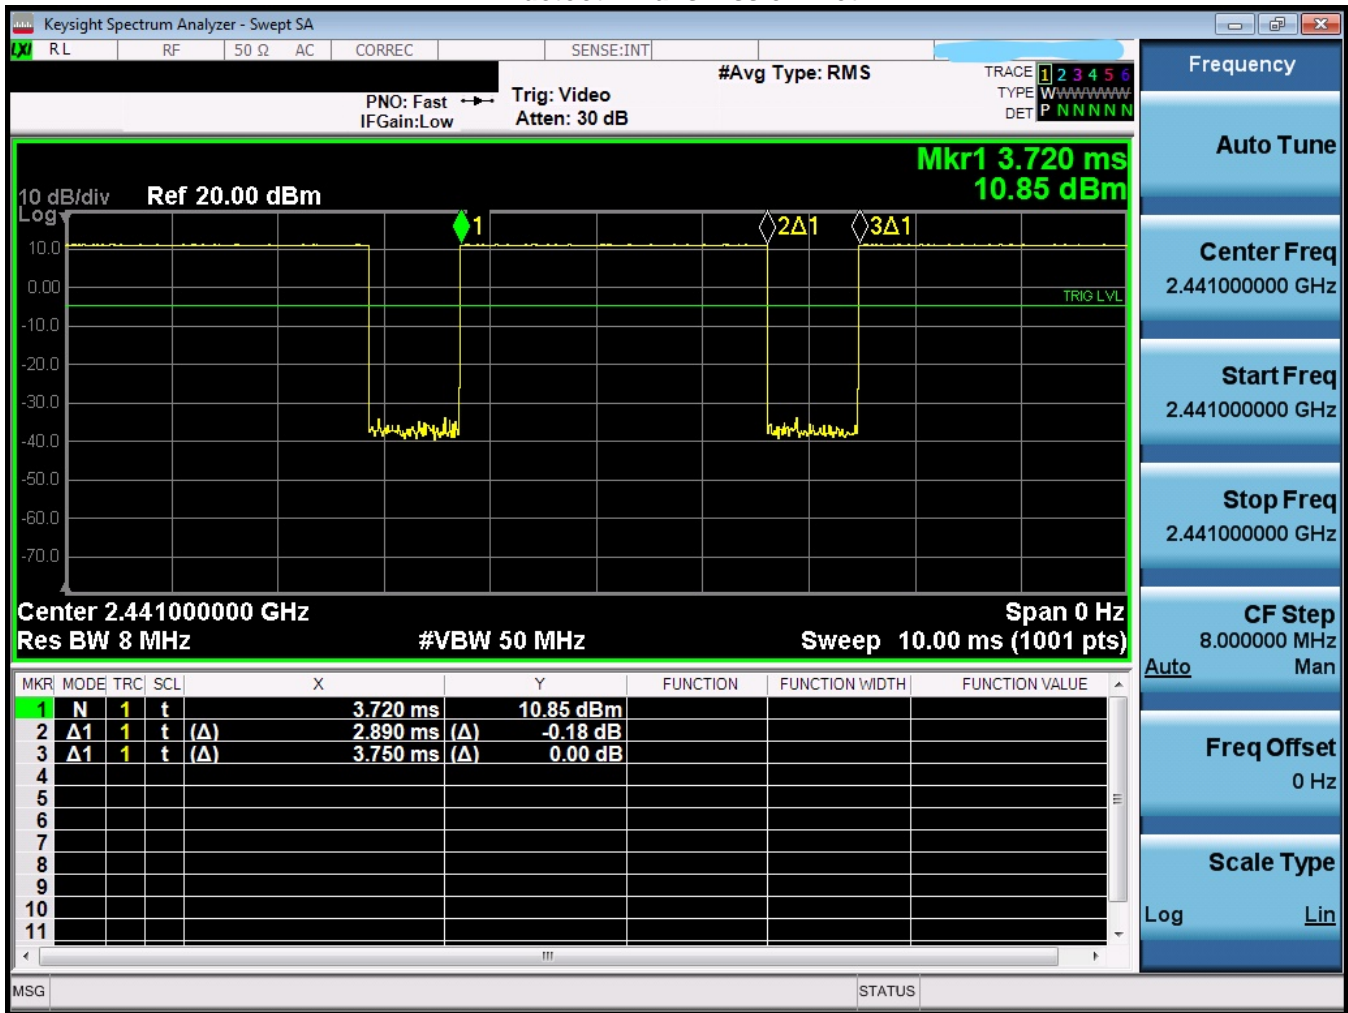 Keysight Spectrum Analyzer - Swept SA
LXI RL RF 50 Ω AC CORREC SENSE:INT
#Avg Type: RMS
TRACE 1 2 3 4 5 6
PNO: Fast Trig: Video
TYPE WWWWWW
IFGain:Low Atten: 30 dB
DET P N N N N N
Mkr1 3.720 ms
10.85 dBm
10 dB/div Ref 20.00 dBm
Log
1 2Δ1 3Δ1
10.0
0.00
TRIG LVL
-10.0
-20.0
-30.0
-40.0
-50.0
-60.0
-70.0
Center 2.441000000 GHz Span 0 Hz
Res BW 8 MHz #VBW 50 MHz Sweep 10.00 ms (1001 pts)
MKR MODE TRC SCL X Y FUNCTION FUNCTION WIDTH FUNCTION VALUE
1 N 1 t 3.720 ms 10.85 dBm
2 Δ1 1 t (Δ) 2.890 ms (Δ) -0.18 dB
3 Δ1 1 t (Δ) 3.750 ms (Δ) 0.00 dB
4
5
6
7
8
9
10
11
MSG STATUS
Frequency
Auto Tune
Center Freq
2.441000000 GHz
Start Freq
2.441000000 GHz
Stop Freq
2.441000000 GHz
CF Step
8.000000 MHz
Auto Man
Freq Offset
0 Hz
Scale Type
Log Lin